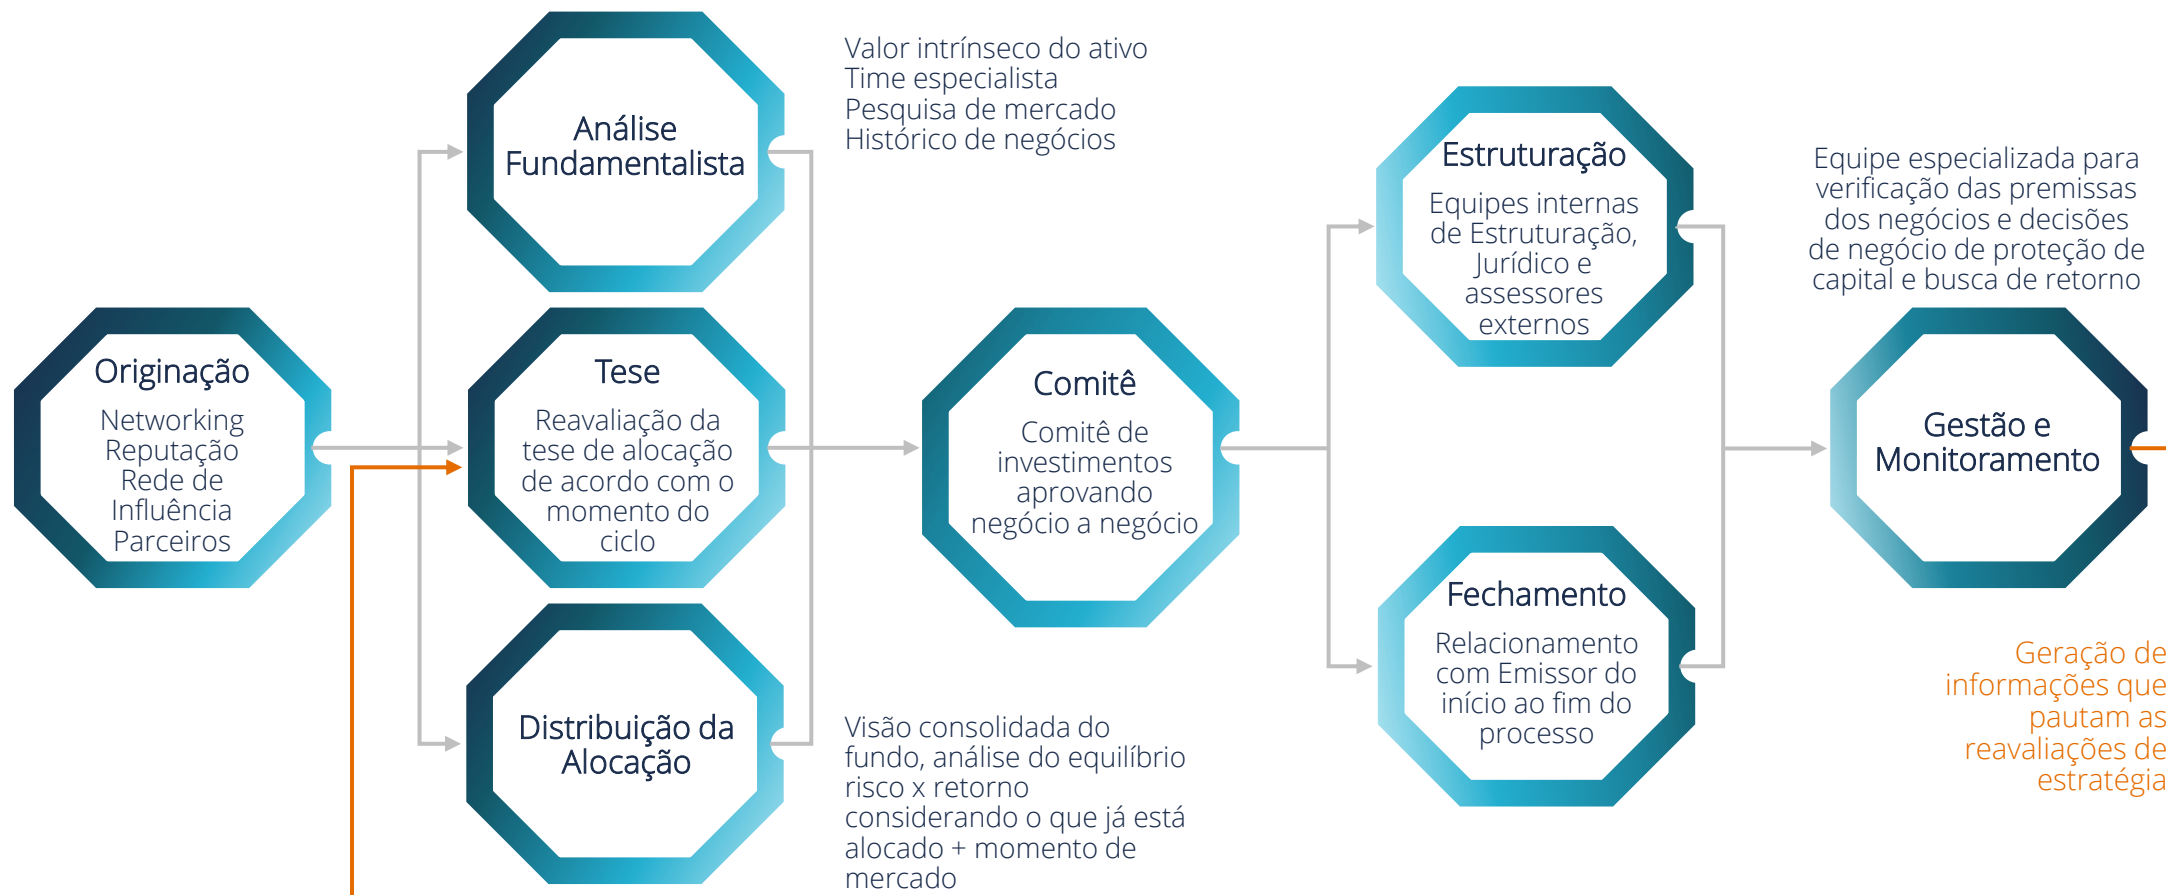 Originação
Networking
Reputação
Rede de
Influência
Parceiros
Análise
Fundamentalista
Valor intrínseco do ativo
Time especialista
Pesquisa de mercado
Histórico de negócios
Tese
Reavaliação da
tese de alocação
de acordo com o
momento do
ciclo
Distribuição da
Alocação
Visão consolidada do
fundo, análise do equilíbrio
risco x retorno
considerando o que já está
alocado + momento de
mercado
Comitê
Comitê de
investimentos
aprovando
negócio a negócio
Estruturação
Equipes internas
de Estruturação,
Jurídico e
assessores
externos
Fechamento
Relacionamento
com Emissor do
início ao fim do
processo
Equipe especializada para
verificação das premissas
dos negócios e decisões
de negócio de proteção de
capital e busca de retorno
Gestão e
Monitoramento
Geração de
informações que
pautam as
reavaliações de
estratégia